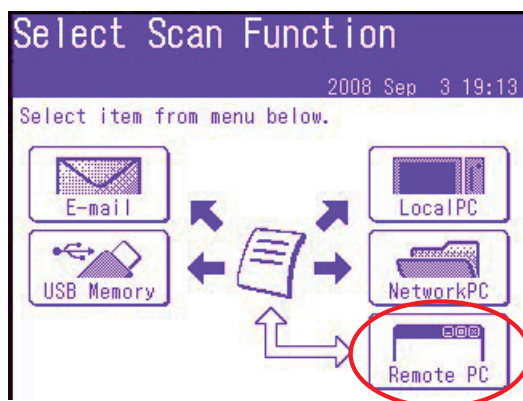 Select Scan Function
2008 Sep 3 19:13
Select item from menu below.
E-mail
LocalPC
USB Memory
NetworkPC
Remote PC